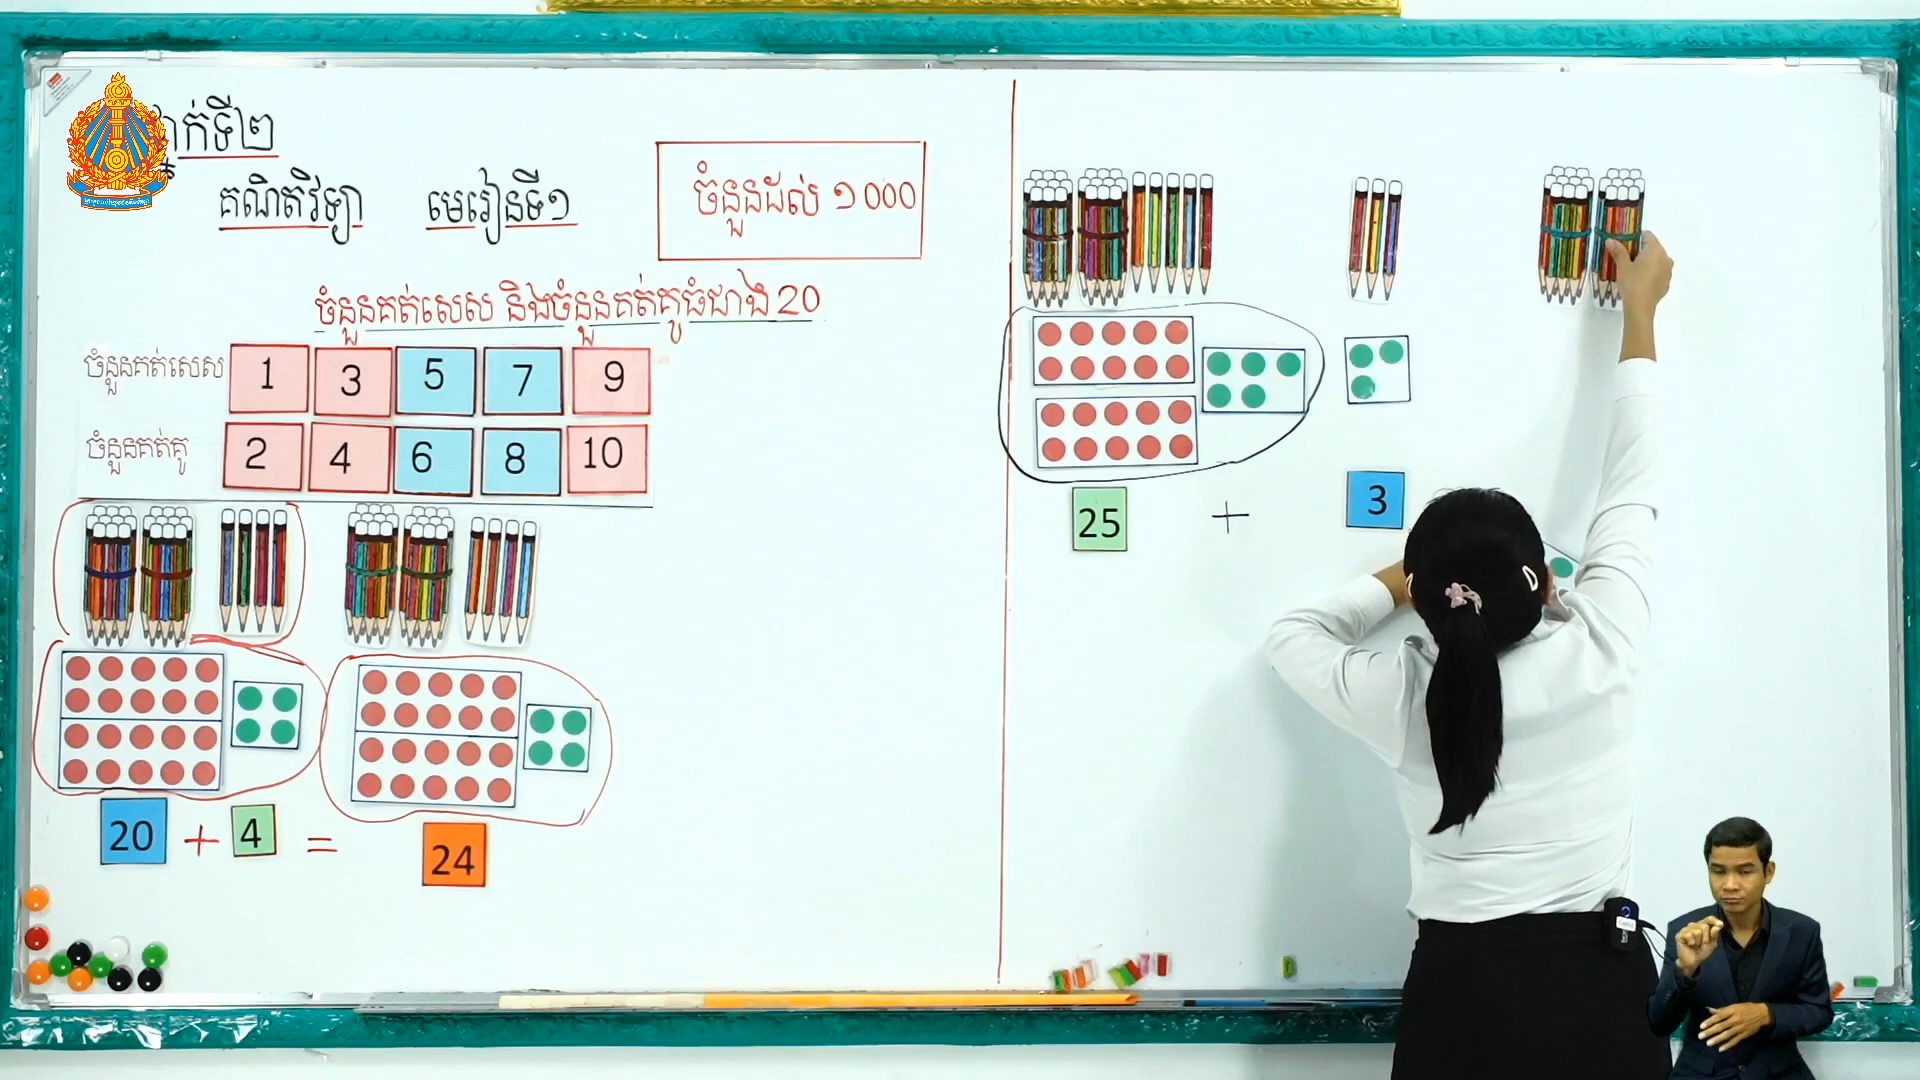 ថ្នាក់ទី២
គណិតវិទ្យា មេរៀនទី១
ចំនួនដល់ ១០០០
ចំនួនគត់សេស និងចំនួនគត់គូធំជាង 20
ចំនួនគត់សេស 1 3 5 7 9
ចំនួនគត់គូ 2 4 6 8 10
20 + 4 = 24
25 + 3